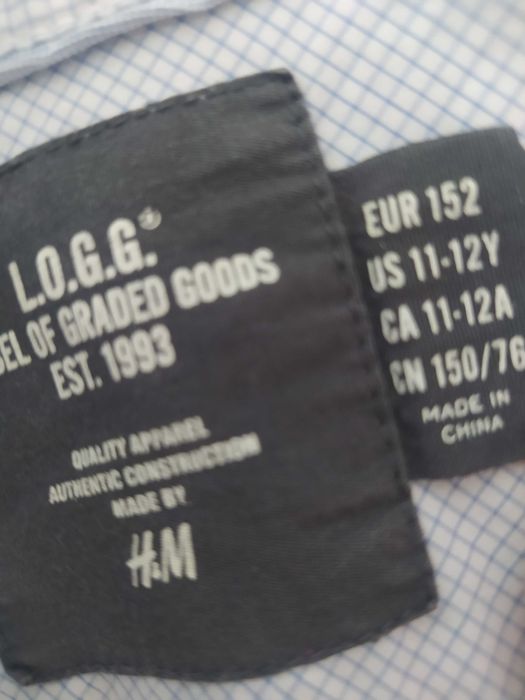 L.O.G.G.®
BEL OF GRADED GOODS
EST. 1993
QUALITY APPAREL
AUTHENTIC CONSTRUCTION
MADE BY
H&M
EUR 152
US 11-12Y
CA 11-12A
CN 150/76
MADE IN
CHINA